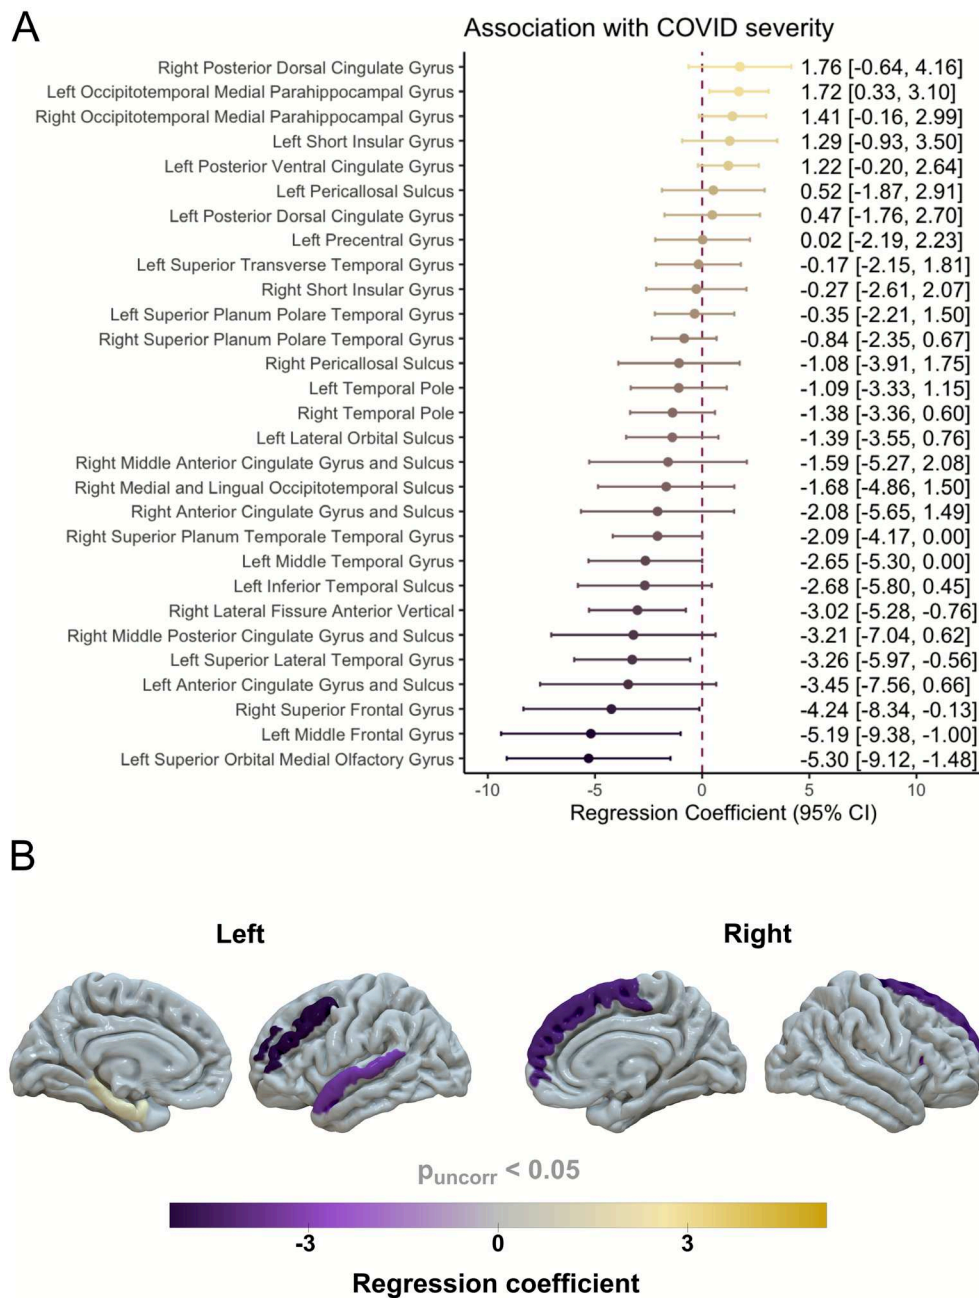 A
Association with COVID severity
Right Posterior Dorsal Cingulate Gyrus 1.76 [-0.64, 4.16]
Left Occipitotemporal Medial Parahippocampal Gyrus 1.72 [0.33, 3.10]
Right Occipitotemporal Medial Parahippocampal Gyrus 1.41 [-0.16, 2.99]
Left Short Insular Gyrus 1.29 [-0.93, 3.50]
Left Posterior Ventral Cingulate Gyrus 1.22 [-0.20, 2.64]
Left Pericallosal Sulcus 0.52 [-1.87, 2.91]
Left Posterior Dorsal Cingulate Gyrus 0.47 [-1.76, 2.70]
Left Precentral Gyrus 0.02 [-2.19, 2.23]
Left Superior Transverse Temporal Gyrus -0.17 [-2.15, 1.81]
Right Short Insular Gyrus -0.27 [-2.61, 2.07]
Left Superior Planum Polare Temporal Gyrus -0.35 [-2.21, 1.50]
Right Superior Planum Polare Temporal Gyrus -0.84 [-2.35, 0.67]
Right Pericallosal Sulcus -1.08 [-3.91, 1.75]
Left Temporal Pole -1.09 [-3.33, 1.15]
Right Temporal Pole -1.38 [-3.36, 0.60]
Left Lateral Orbital Sulcus -1.39 [-3.55, 0.76]
Right Middle Anterior Cingulate Gyrus and Sulcus -1.59 [-5.27, 2.08]
Right Medial and Lingual Occipitotemporal Sulcus -1.68 [-4.86, 1.50]
Right Anterior Cingulate Gyrus and Sulcus -2.08 [-5.65, 1.49]
Right Superior Planum Temporale Temporal Gyrus -2.09 [-4.17, 0.00]
Left Middle Temporal Gyrus -2.65 [-5.30, 0.00]
Left Inferior Temporal Sulcus -2.68 [-5.80, 0.45]
Right Lateral Fissure Anterior Vertical -3.02 [-5.28, -0.76]
Right Middle Posterior Cingulate Gyrus and Sulcus -3.21 [-7.04, 0.62]
Left Superior Lateral Temporal Gyrus -3.26 [-5.97, -0.56]
Left Anterior Cingulate Gyrus and Sulcus -3.45 [-7.56, 0.66]
Right Superior Frontal Gyrus -4.24 [-8.34, -0.13]
Left Middle Frontal Gyrus -5.19 [-9.38, -1.00]
Left Superior Orbital Medial Olfactory Gyrus -5.30 [-9.12, -1.48]
-10 -5 0 5 10
Regression Coefficient (95% CI)
B
Left Right
p uncorr < 0.05
-3 0 3
Regression coefficient